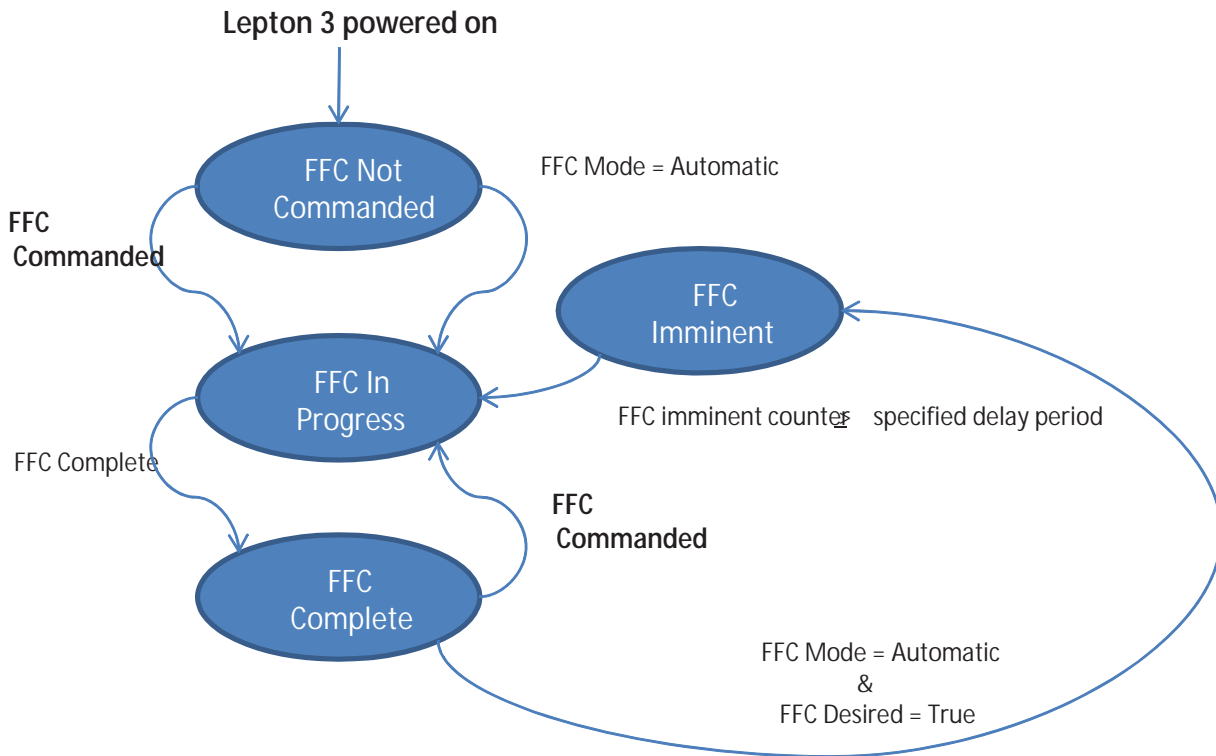 Lepton 3 powered on
FFC Not
Commanded
FFC Mode = Automatic
FFC
Commanded
FFC
Imminent
FFC In
Progress
FFC imminent counter specified delay period
FFC Complete
FFC
Commanded
FFC
Complete
FFC Mode = Automatic
&
FFC Desired = True